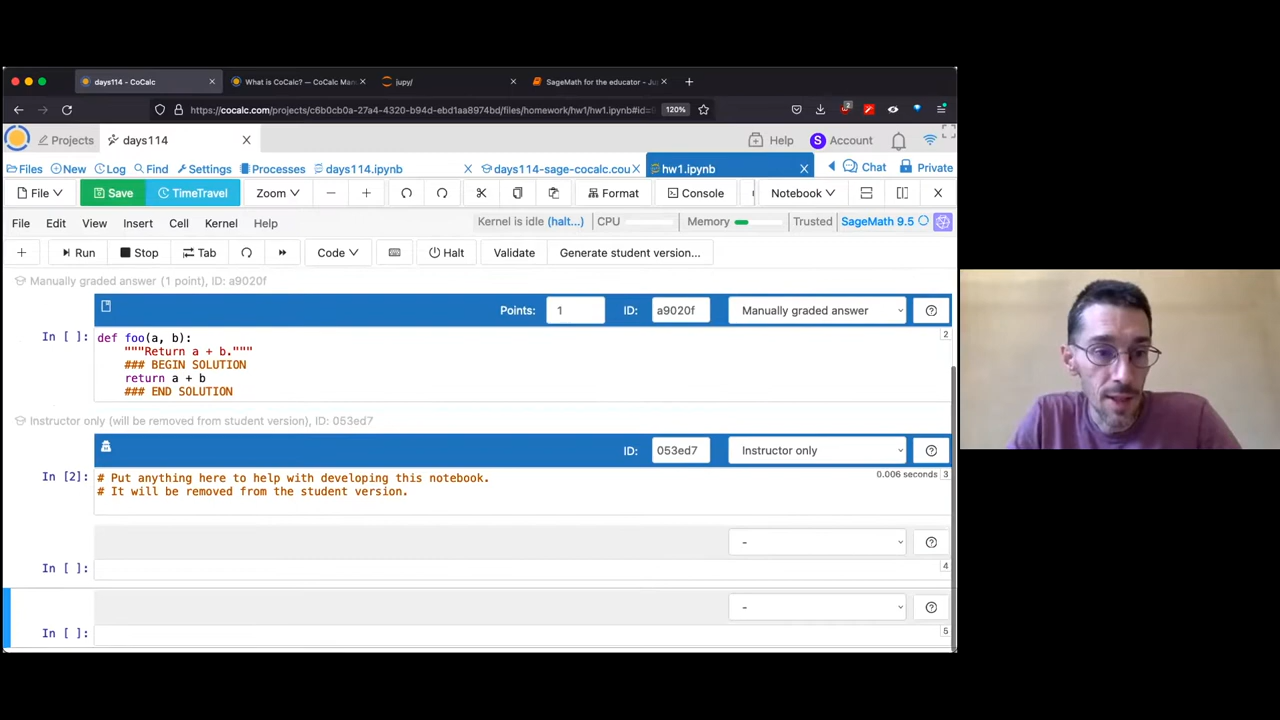 days114 - CoCalc
What is CoCalc? — CoCalc Man
jupy/
SageMath for the educator - Ju
https://cocalc.com/projects/c6b0cb0a-27a4-4320-b94d-ebd1aa8974bd/files/homework/hw1/hw1.ipynb#id=
120%
2
Projects
days114
Help
S Account
Files
New
Log
Find
Settings
Processes
days114.ipynb
days114-sage-cocalc.cou
hw1.ipynb
Chat
Private
File
Save
TimeTravel
Zoom
Format
Console
Notebook
File Edit View Insert Cell Kernel Help
Kernel is idle (halt...)
CPU
Memory
Trusted
SageMath 9.5
Run
Stop
Tab
Code
Halt
Validate
Generate student version...
Manually graded answer (1 point), ID: a9020f
Points: 1 ID: a9020f Manually graded answer
In [ ]: def foo(a, b): 2
"""Return a + b."""
### BEGIN SOLUTION
return a + b
### END SOLUTION
Instructor only (will be removed from student version), ID: 053ed7
ID: 053ed7 Instructor only
In [2]: # Put anything here to help with developing this notebook. 0.006 seconds 3
# It will be removed from the student version.
-
In [ ]: 4
-
In [ ]: 5